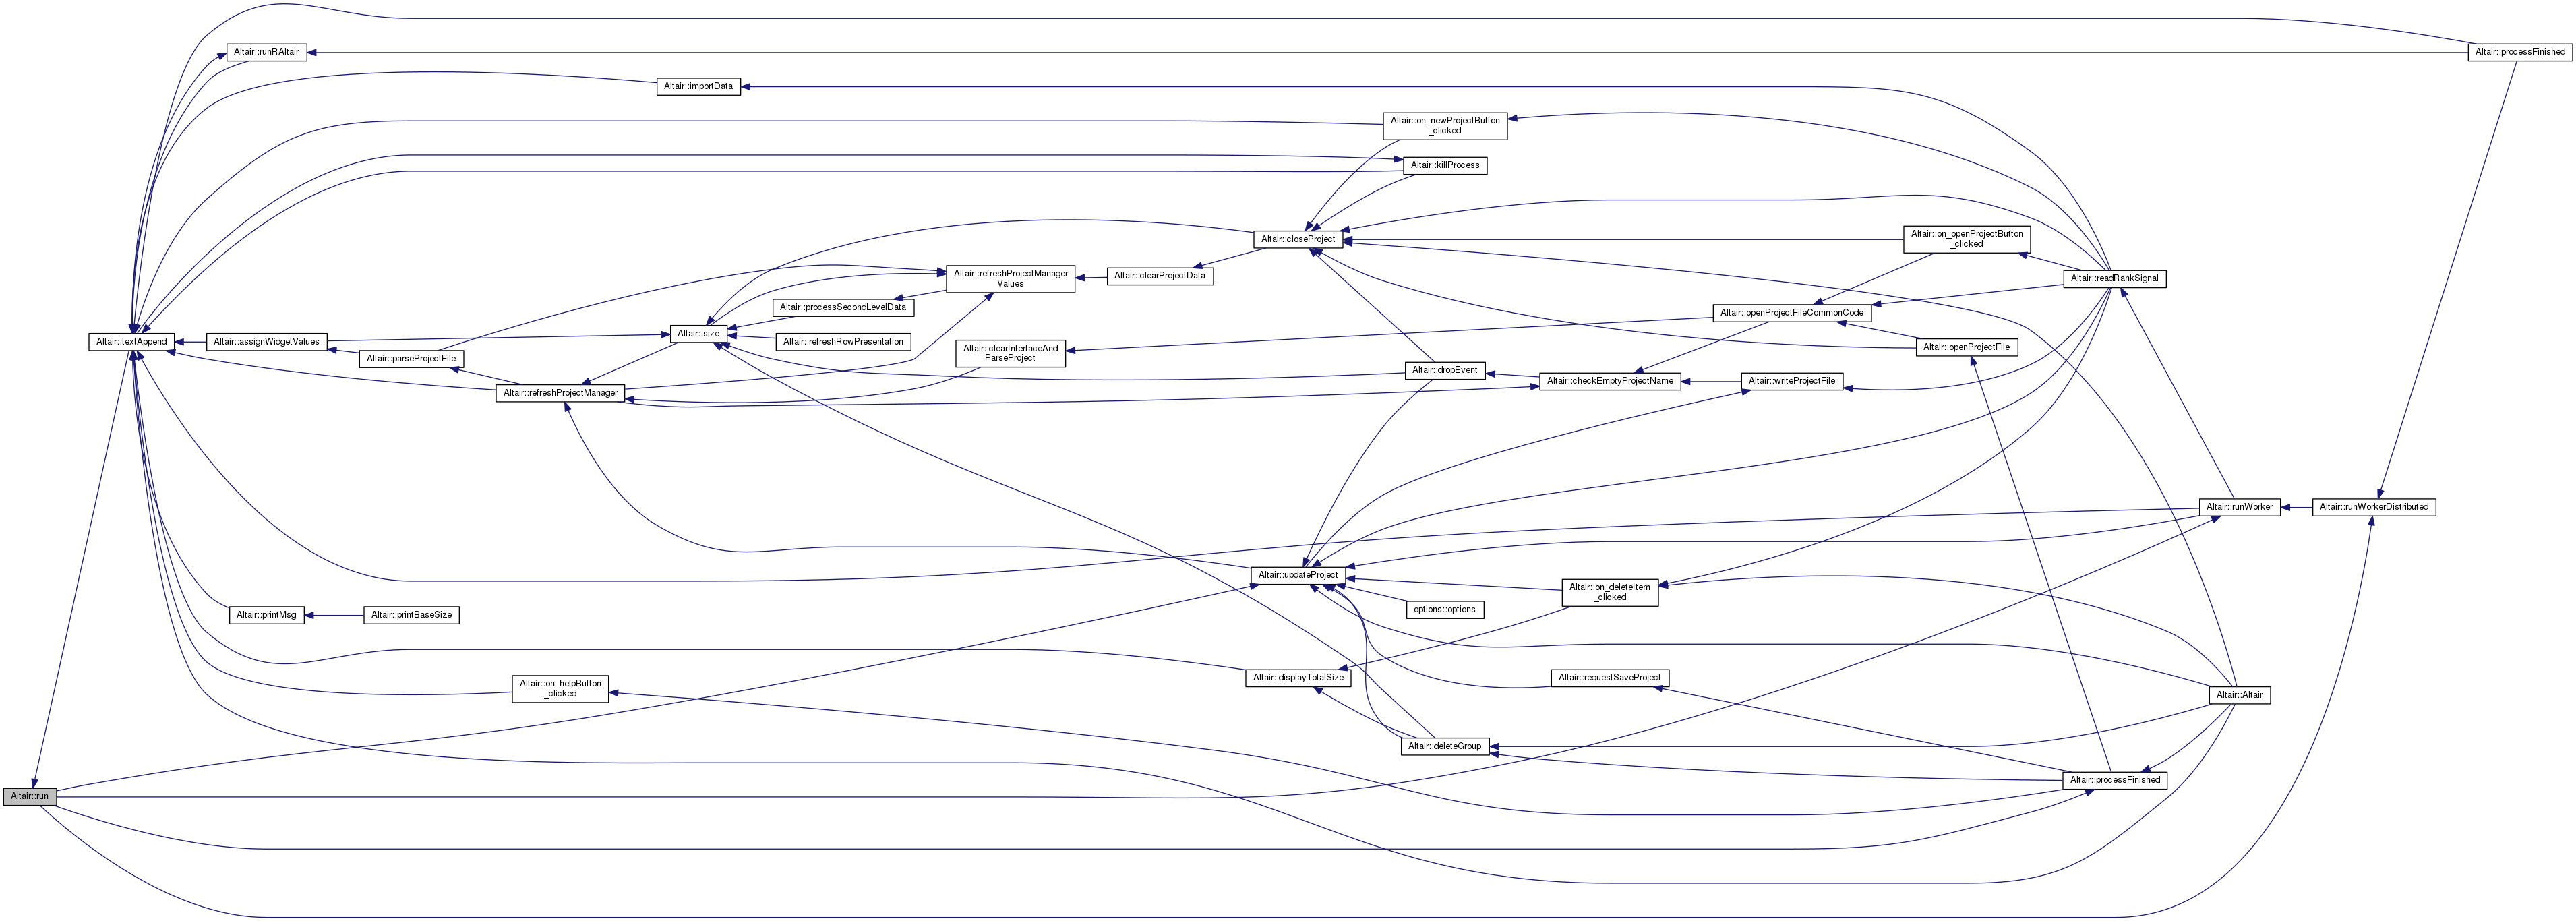 Altair::processFinished
Altair::runRAltair
Altair::importData
Altair::on_newProjectButton
_clicked
Altair::killProcess
Altair::closeProject
Altair::on_openProjectButton
_clicked
Altair::refreshProjectManager
Values
Altair::clearProjectData
Altair::readRankSignal
Altair::processSecondLevelData
Altair::openProjectFileCommonCode
Altair::size
Altair::textAppend
Altair::assignWidgetValues
Altair::refreshRowPresentation
Altair::clearInterfaceAnd
ParseProject
Altair::openProjectFile
Altair::parseProjectFile
Altair::dropEvent
Altair::checkEmptyProjectName
Altair::writeProjectFile
Altair::refreshProjectManager
Altair::runWorker
Altair::runWorkerDistributed
Altair::updateProject
Altair::on_deleteItem
_clicked
options::options
Altair::printMsg
Altair::printBaseSize
Altair::displayTotalSize
Altair::requestSaveProject
Altair::on_helpButton
_clicked
Altair::Altair
Altair::deleteGroup
Altair::processFinished
Altair::run